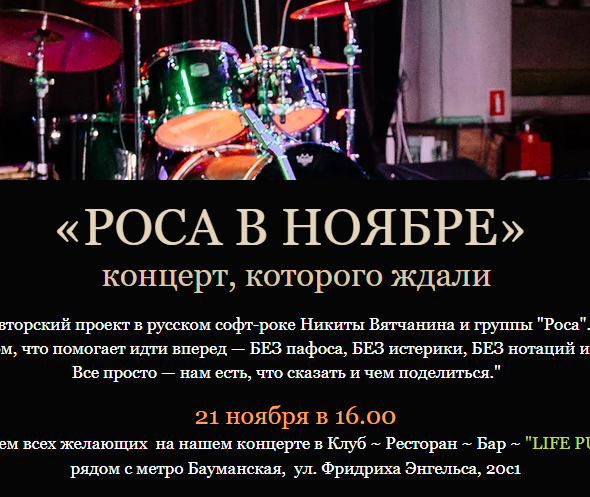 «РОСА В НОЯБРЕ»
концерт, которого ждали
вторский проект в русском софт-роке Никиты Вятчанина и группы "Роса".
м, что помогает идти вперед — БЕЗ пафоса, БЕЗ истерики, БЕЗ нотаций и
Все просто — нам есть, что сказать и чем поделиться."
21 ноября в 16.00
ем всех желающих на нашем концерте в Клуб ~ Ресторан ~ Бар ~ "LIFE PU
рядом с метро Бауманская, ул. Фридриха Энгельса, 20с1